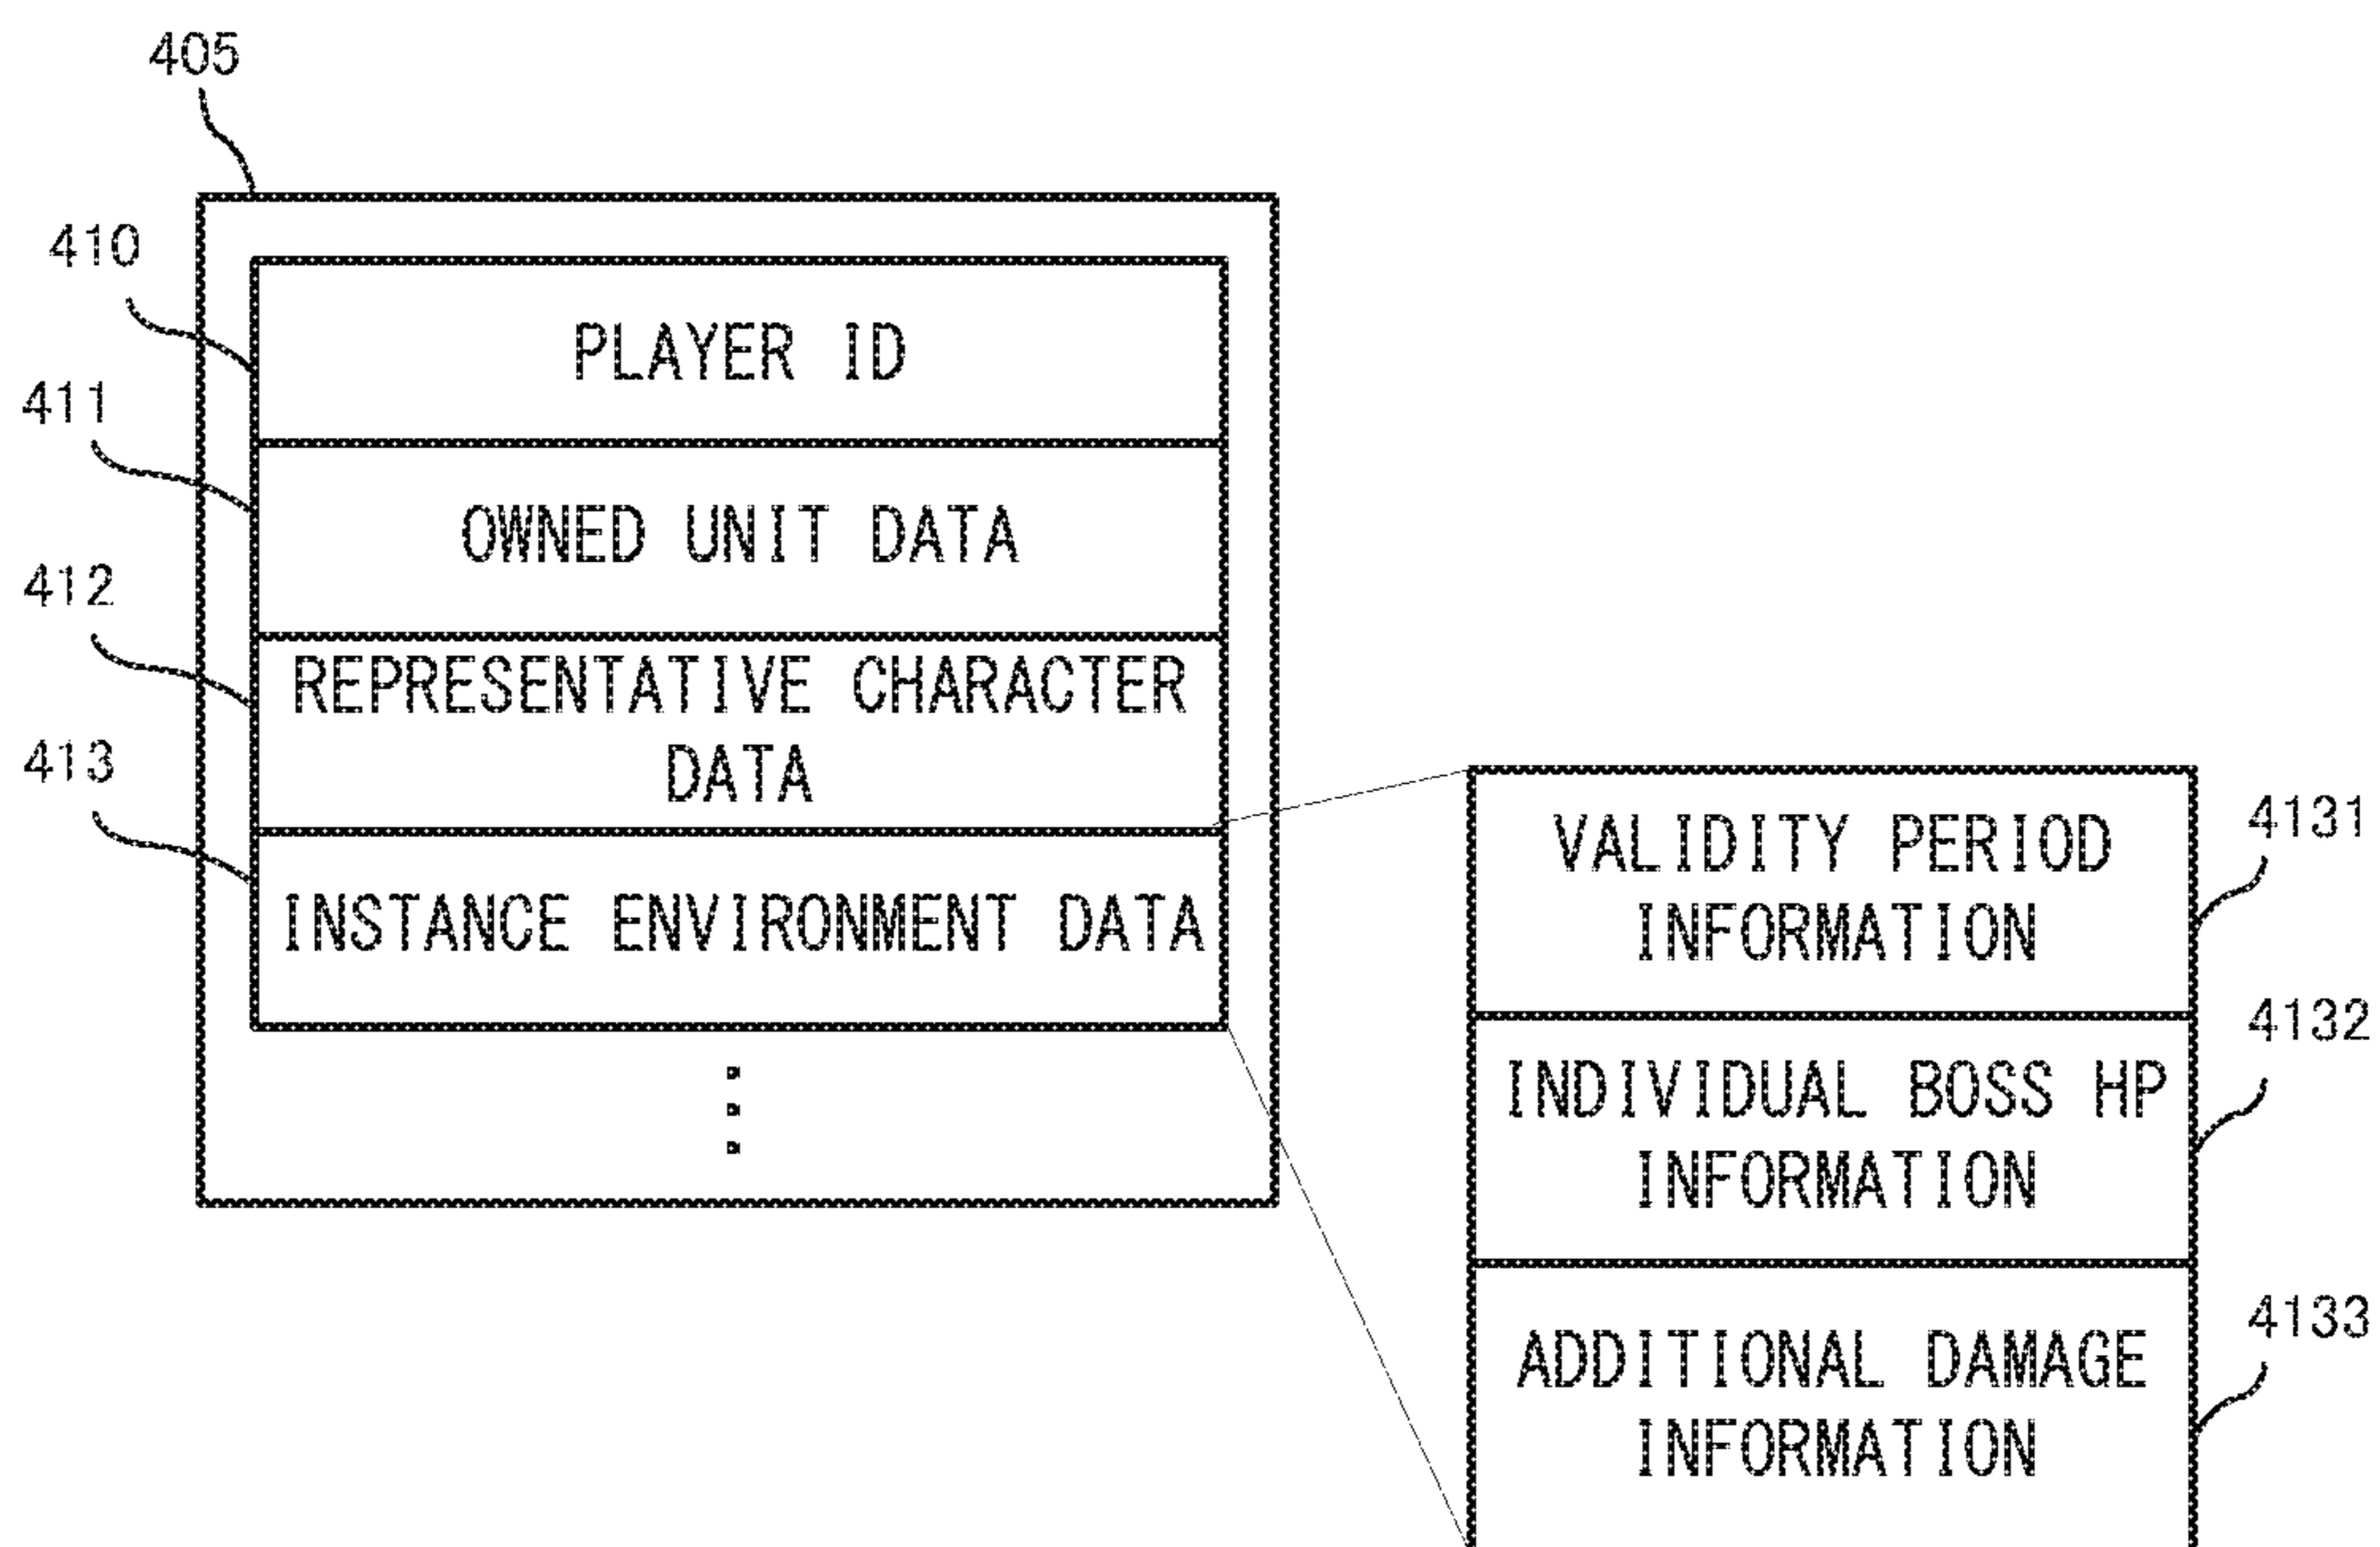 405
410
PLAYER ID
411
OWNED UNIT DATA
412
REPRESENTATIVE CHARACTER
DATA
413
INSTANCE ENVIRONMENT DATA
VALIDITY PERIOD
INFORMATION
4131
INDIVIDUAL BOSS HP
INFORMATION
4132
ADDITIONAL DAMAGE
INFORMATION
4133